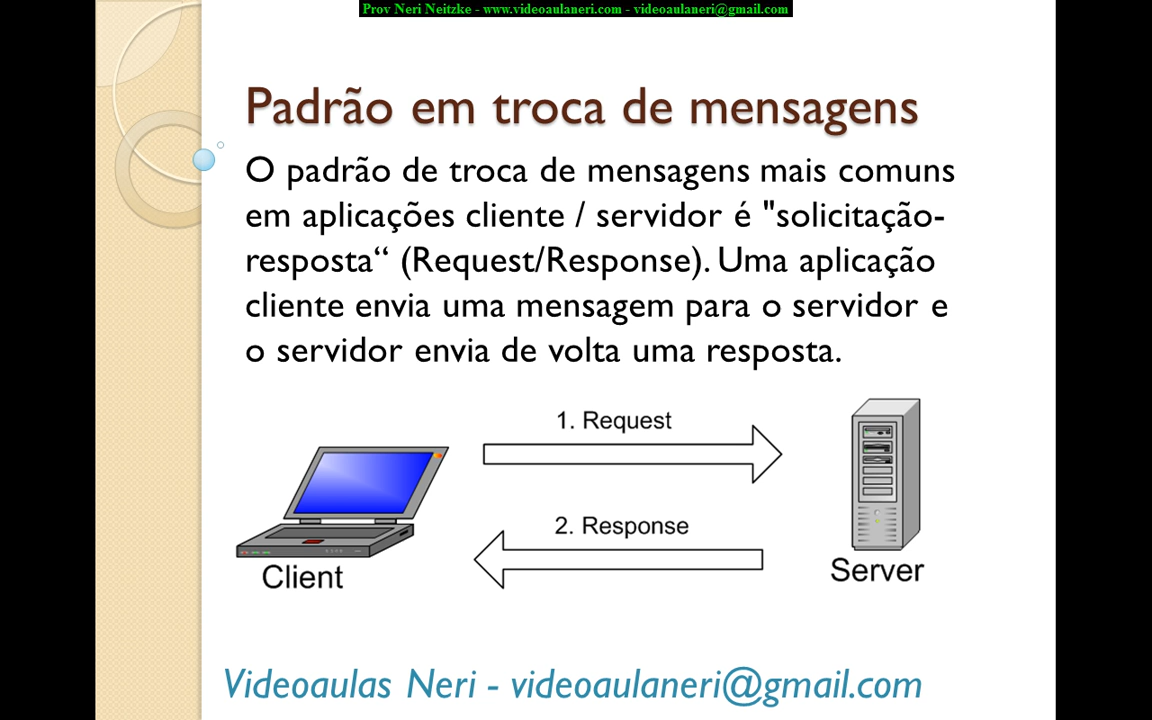 Prov Neri Neitzke - www.videoaulaneri.com - videoaulaneri@gmail.com
Padrão em troca de mensagens
O padrão de troca de mensagens mais comuns
em aplicações cliente / servidor é "solicitação-
resposta“ (Request/Response). Uma aplicação
cliente envia uma mensagem para o servidor e
o servidor envia de volta uma resposta.
1. Request
2. Response
Client
Server
Videoaulas Neri - videoaulaneri@gmail.com